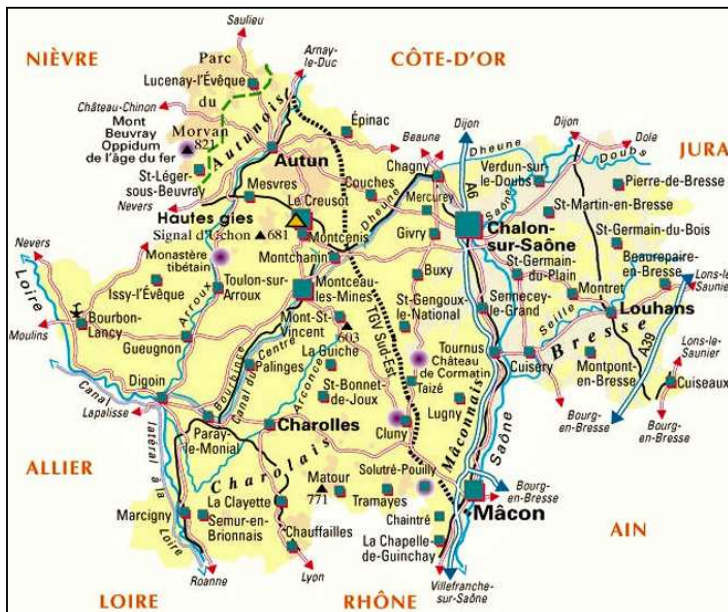 Saulieu
NIÈVRE
Parc
Arnay-
le-Duc
CÔTE-D'OR
Lucenay-l'Évêque
du
Château-Chinon
Morvan
Autunois
Mont
Beuvray
821
Oppidum
de l'âge du fer
Épinac
Beaune
Dijon
Dheune
Dijon
Dole
Doubs
JURA
Autun
St-Léger-
sous-Beuvray
Chagny
A6
Verdun-sur
le-Doubs
Saône
Pierre-de-Bresse
Mesvres
Nevers
Le Creusot
Couches
Dheune
Mercurey
St-Martin-en-Bresse
Hautes gies
Signal d'Uchon
681
Montcenis
Givry
Chalon-
sur-Saône
St-Germain-du-Bois
Nevers
Monastère
tibétain
Montchanin
Buxy
St-Germain
du-Plain
Beaurepaire-
en-Bresse
Lons-le
Saunier
Loire
Issy-l'Évêque
Arroux
Toulon-sur-
Arroux
Montceau
les-Mines
TGV Sud-Est
St-Gengoux-
le-National
Sennecey-
le-Grand
Montret
Seille
Louhans
Bourbon-
Lancy
Moulins
Mont-St-
Vincent
603
Gueugnon
Bourbince
Canal du Centre
La Guiche
Tournus
Bresse
A39
Lons-le-
Saunier
Palinges
Arconce
Château
de Cormatin
Cuiséry
Montpont-
en-Bresse
Cuiseaux
Digoin
Canal
latéral à
la
Loire
St-Bonnet-
de-Joux
Taizé
Lugny
Mâconnais
Saône
Bourg-
en-Bresse
Bourg-
en-Bresse
Lapalisse
Paray-
le-Monial
Charolles
Cluny
ALLIER
Charolais
Solutré-Pouilly
Bourg-
en-Bresse
Matour
771
Tramayes
Mâcon
La Clayette
Marcigny
Semur-en-
Brionnais
Chauffailles
Chaintré
La Chapelle-
de-Guinchay
AIN
Roanne
Lyon
Villefranche-
sur-Saône
LOIRE
RHÔNE